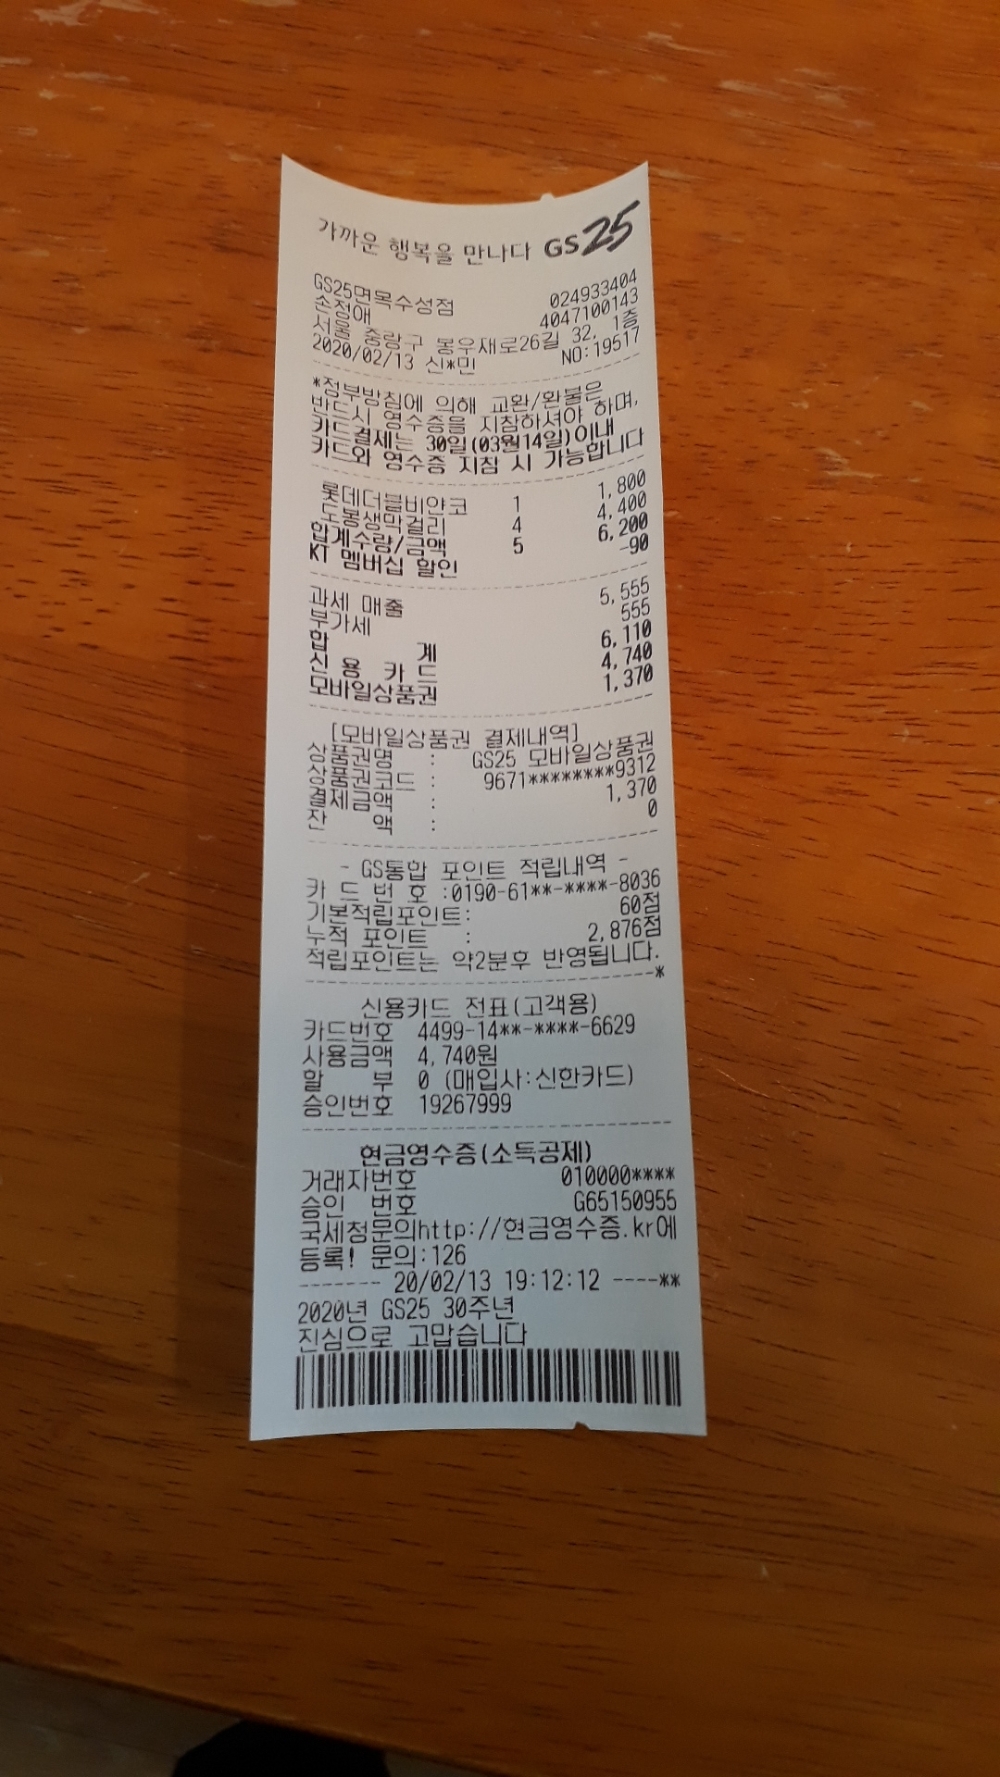 가까운 행복을 만나다 GS25
GS25면목수성점 024933404
손정애 4047100143
서울 중랑구 봉우재로26길 32, 1층
2020/02/13 신*민 NO:19517
*정부방침에 의해 교환/환불은
반드시 영수증을 지참하셔야 하며,
카드결제는 30일(03월14일)이내
카드와 영수증 지참 시 가능합니다
롯데더블비얀코 1 1,800
도봉생막걸리 4 4,400
합계수량/금액 5 6,200
KT 멤버십 할인 -90
과세 매출 5,555
부가세 555
합 계 6,110
신 용 카 드 4,740
모바일상품권 1,370
[모바일상품권 결제내역]
상품권명 : GS25 모바일상품권
상품권코드 : 9671********9312
결제금액 : 1,370
잔 액 : 0
- GS통합 포인트 적립내역 -
카 드 번 호 :0190-61**-****-8036
기본적립포인트: 60점
누적 포인트 : 2,876점
적립포인트는 약2분후 반영됩니다.
-*
신용카드 전표(고객용)
카드번호 4499-14**-****-6629
사용금액 4,740원
할 부 0 (매입사:신한카드)
승인번호 19267999
현금영수증(소득공제)
거래자번호 010000****
승인 번호 G65150955
국세청문의http://현금영수증.kr에
등록! 문의:126
------- 20/02/13 19:12:12 ----**
2020년 GS25 30주년
진심으로 고맙습니다